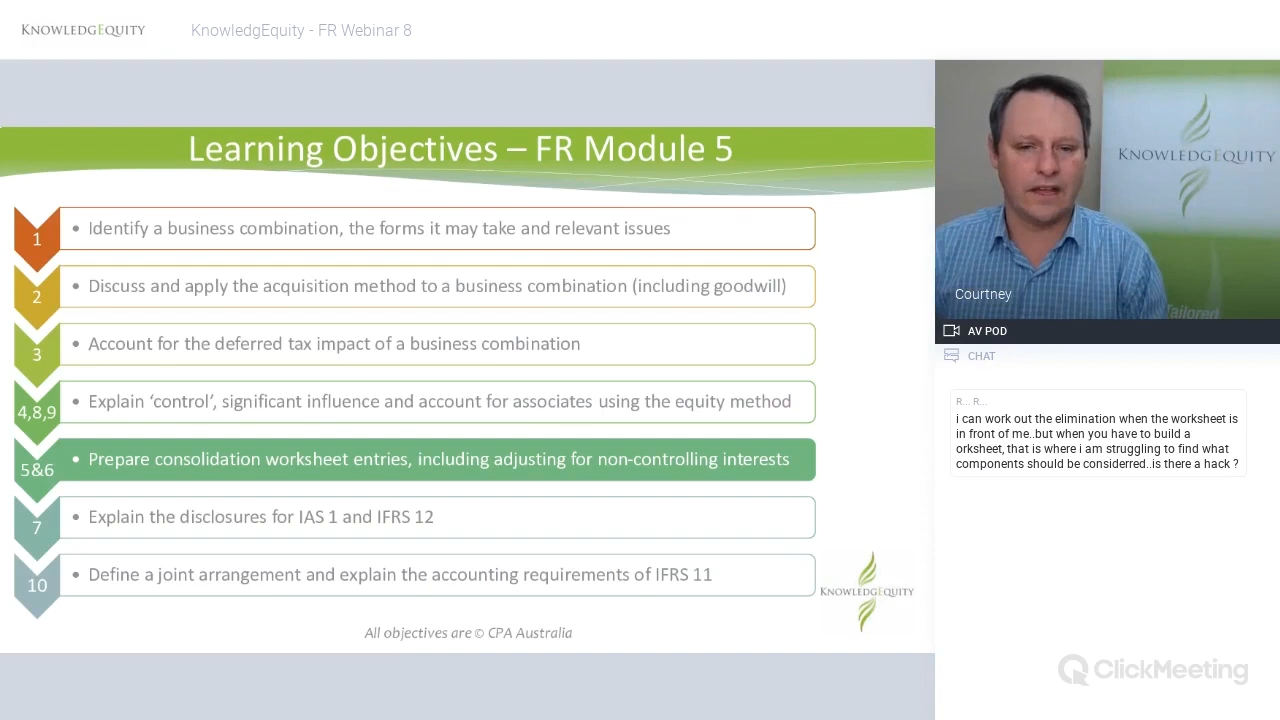 KNOWLEDGEQUITY
KnowledgEquity - FR Webinar 8
Learning Objectives – FR Module 5
1
• Identify a business combination, the forms it may take and relevant issues
2
• Discuss and apply the acquisition method to a business combination (including goodwill)
3
• Account for the deferred tax impact of a business combination
4,8,9
• Explain ‘control’, significant influence and account for associates using the equity method
5&6
• Prepare consolidation worksheet entries, including adjusting for non-controlling interests
7
• Explain the disclosures for IAS 1 and IFRS 12
10
• Define a joint arrangement and explain the accounting requirements of IFRS 11
KNOWLEDGEQUITY
All objectives are © CPA Australia
KNOWLEDGEQUITY
Tailored
Courtney
AV POD
CHAT
R... R...
i can work out the elimination when the worksheet is
in front of me..but when you have to build a
orksheet, that is where i am struggling to find what
components should be considerred..is there a hack ?
ClickMeeting